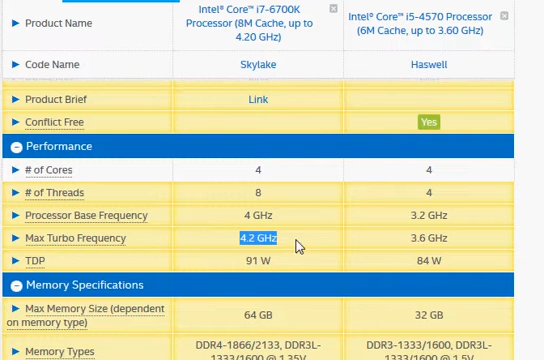 ▶ Product Name
Intel® Core™ i7-6700K
Processor (8M Cache, up to
4.20 GHz)
Intel® Core™ i5-4570 Processor
(6M Cache, up to 3.60 GHz)
▶ Code Name Skylake Haswell
▶ Product Brief Link
▶ Conflict Free Yes
Performance
▶ # of Cores 4 4
▶ # of Threads 8 4
▶ Processor Base Frequency 4 GHz 3.2 GHz
▶ Max Turbo Frequency 4.2 GHz 3.6 GHz
▶ TDP 91 W 84 W
Memory Specifications
▶ Max Memory Size (dependent
on memory type) 64 GB 32 GB
▶ Memory Types
DDR4-1866/2133, DDR3L-
1333/1600 @ 1.35V
DDR3-1333/1600, DDR3L-
1333/1600 @ 1.5V